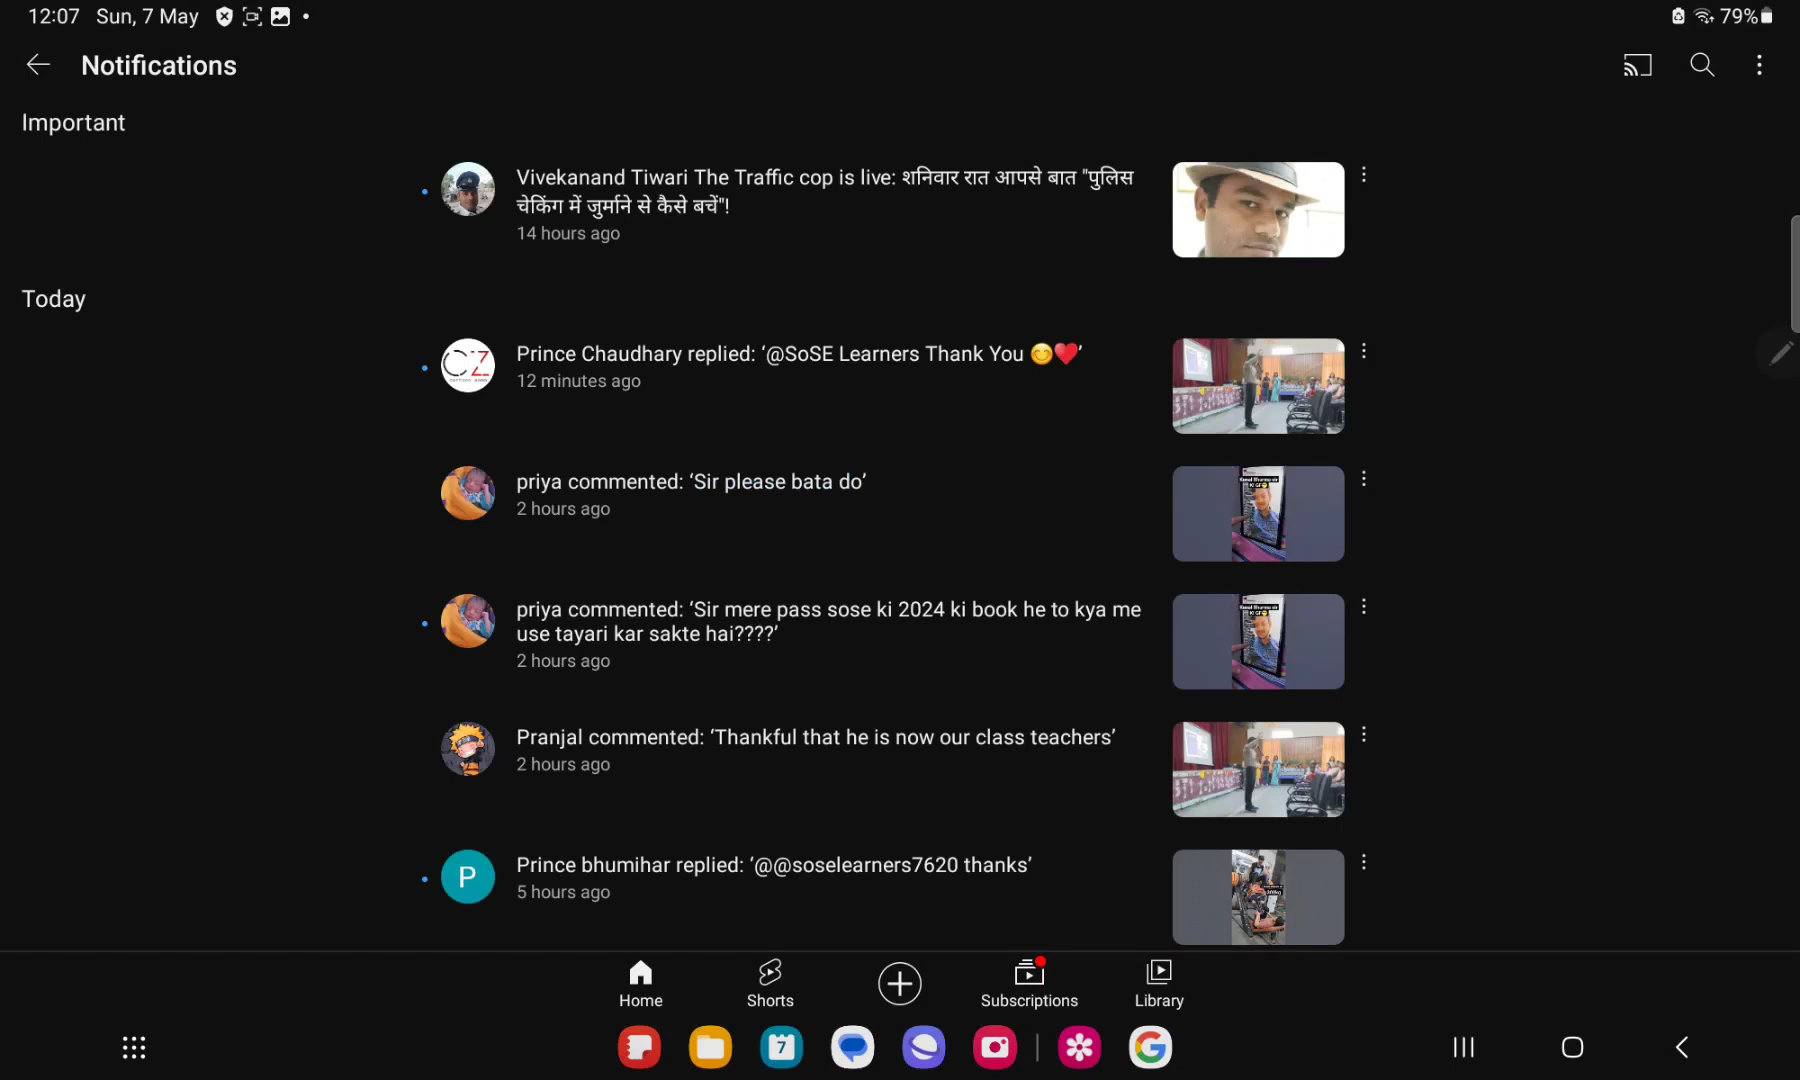 12:07 Sun, 7 May
79%
Notifications
Important
Vivekanand Tiwari The Traffic cop is live: शनिवार रात आपसे बात "पुलिस
चेकिंग में जुर्माने से कैसे बचें"!
14 hours ago
Today
Prince Chaudhary replied: ‘@SoSE Learners Thank You 😊♥️’
12 minutes ago
priya commented: ‘Sir please bata do’
2 hours ago
priya commented: ‘Sir mere pass sose ki 2024 ki book he to kya me
use tayari kar sakte hai????’
2 hours ago
Pranjal commented: ‘Thankful that he is now our class teachers’
2 hours ago
P
Prince bhumihar replied: ‘@@soselearners7620 thanks’
5 hours ago
Home
Shorts
Subscriptions
Library
7